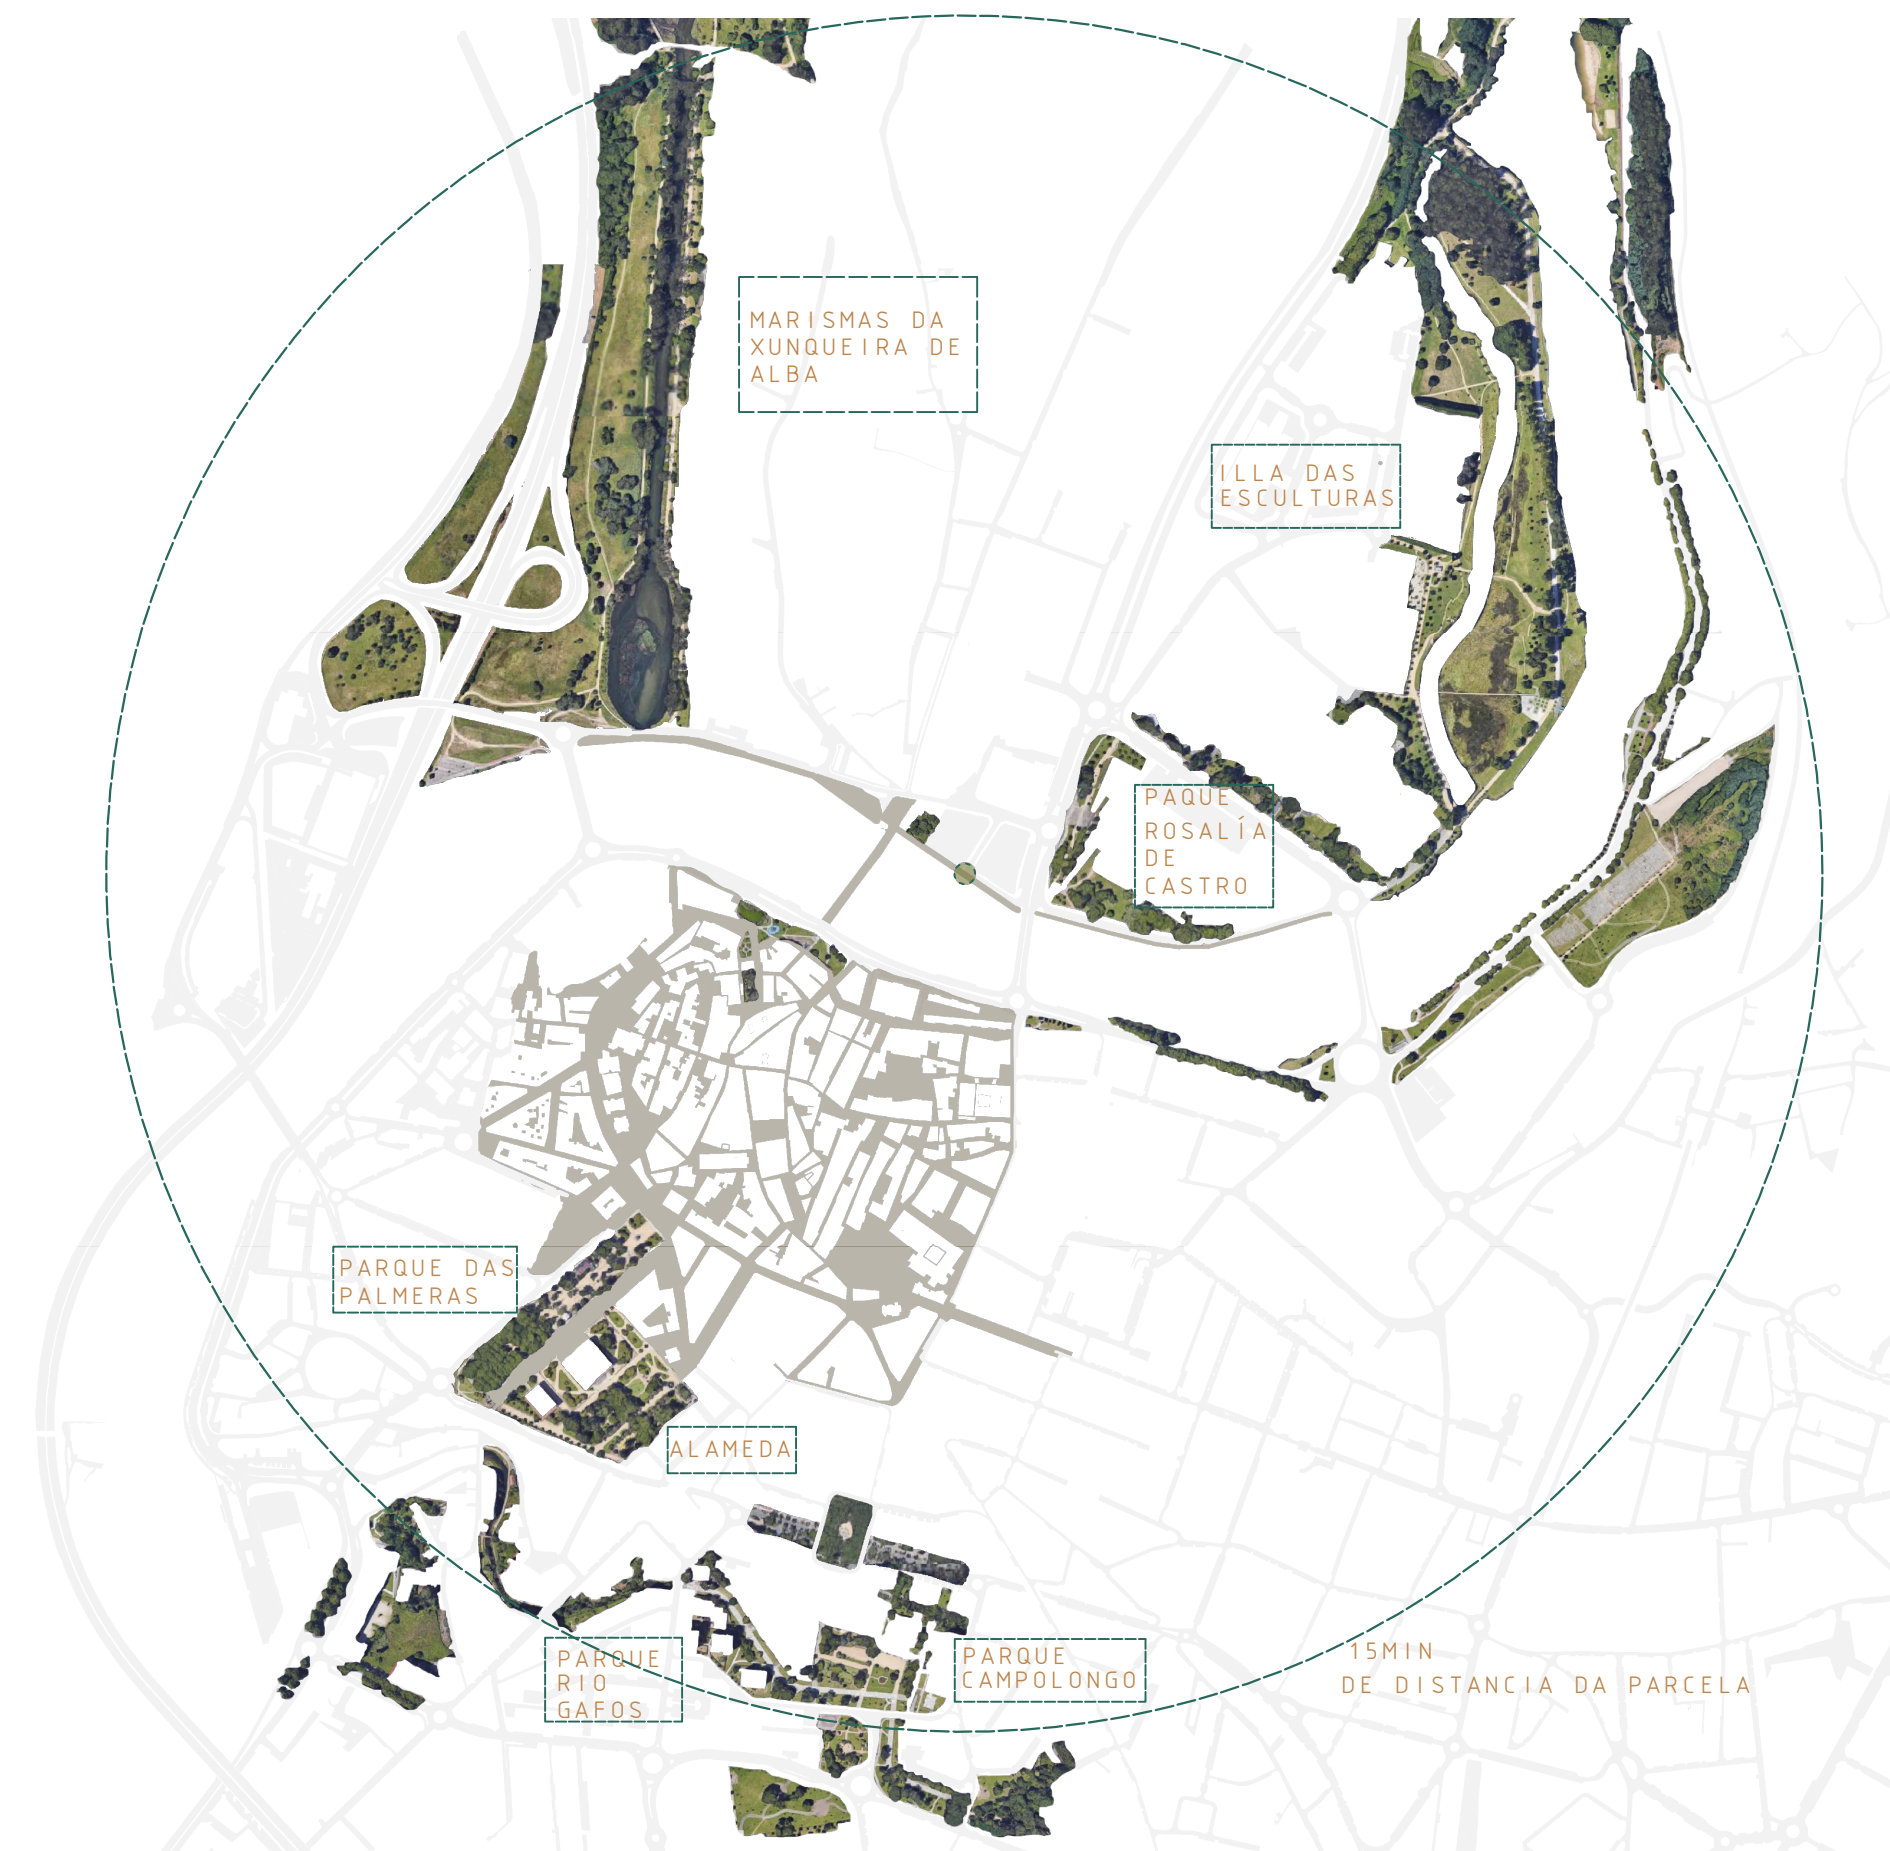 MARISMAS DA
XUNQUEIRA DE
ALBA
ILLA DAS
ESCULTURAS
PAQUE
ROSALÍA
DE
CASTRO
PARQUE DAS
PALMERAS
ALAMEDA
PARQUE
RIO
GAFOS
PARQUE
CAMPOLONGO
15MIN
DE DISTANCIA DA PARCELA